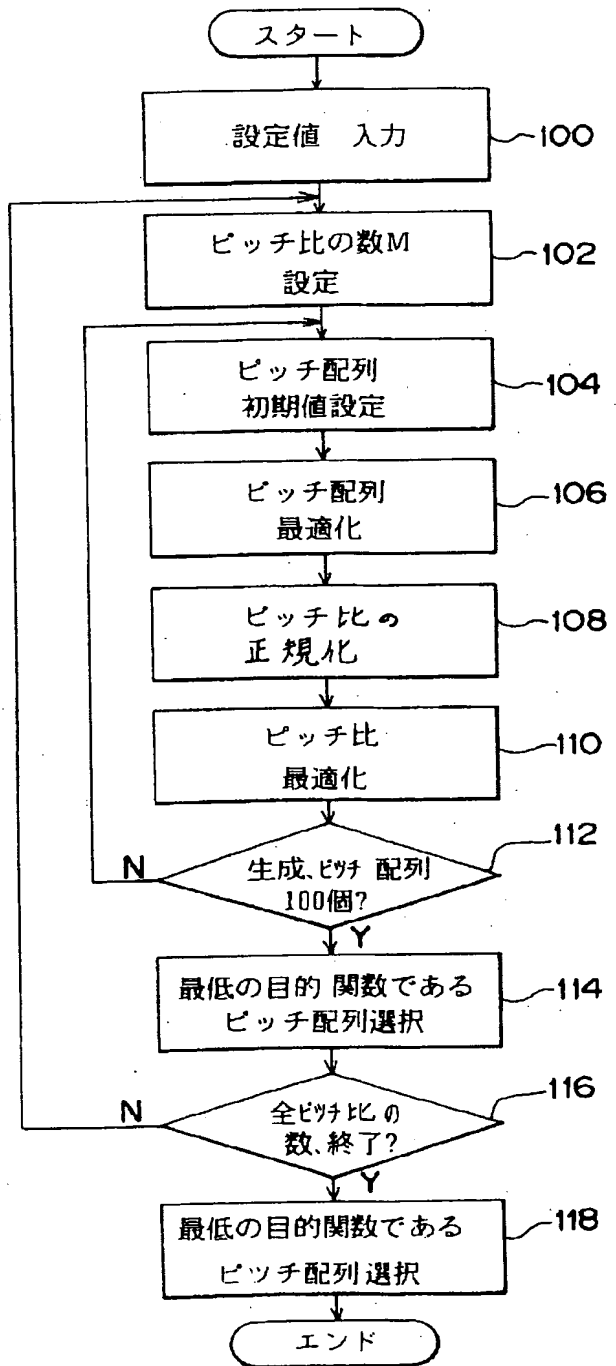 スタート
設定値 入力
100
ピッチ比の数M
設定
102
ピッチ配列
初期値設定
104
ピッチ配列
最適化
106
ピッチ比の
正規化
108
ピッチ比
最適化
110
112
N
生成、ピッチ 配列
100個?
Y
最低の目的関数である
ピッチ配列選択
114
116
N
全ピッチ比の
数、終了?
Y
最低の目的関数である
ピッチ配列選択
118
エンド